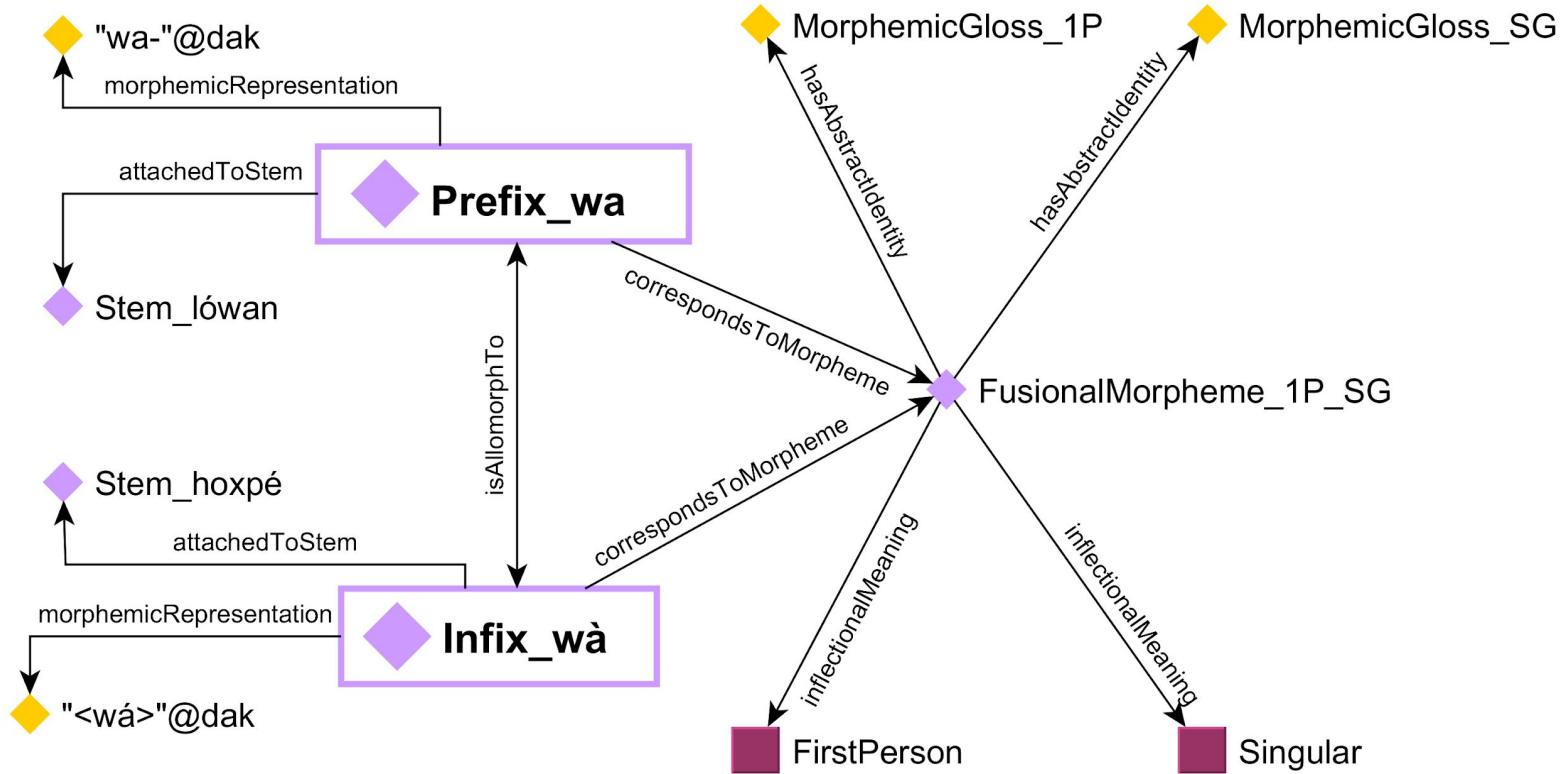 "wa-"@dak
MorphemicGloss_1P
MorphemicGloss_SG
morphemicRepresentation
hasAbstractIdentity
hasAbstractIdentity
attachedToStem
Prefix_wa
Stem_lówan
correspondsToMorpheme
isAllomorphTo
FusionalMorpheme_1P_SG
Stem_hoxpé
correspondsToMorpheme
attachedToStem
inflectionalMeaning
inflectionalMeaning
morphemicRepresentation
Infix_wà
"<wá>"@dak
FirstPerson
Singular